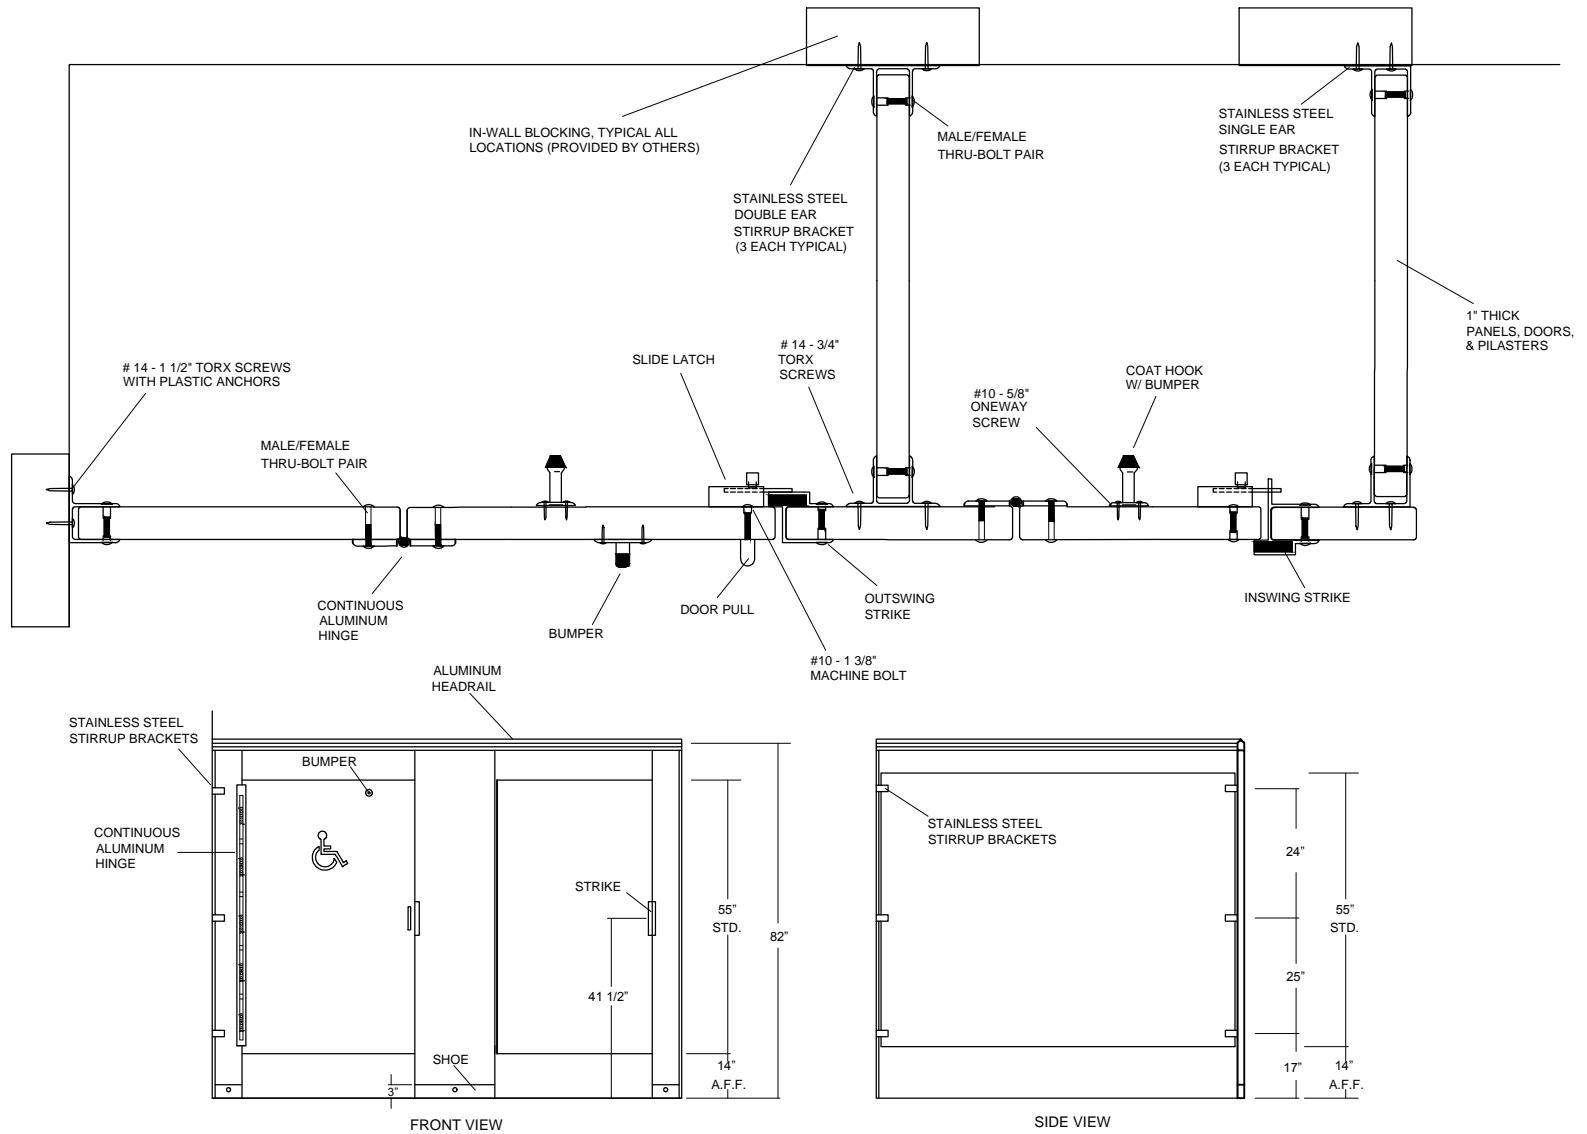 IN-WALL BLOCKING, TYPICAL ALL
LOCATIONS (PROVIDED BY OTHERS)
MALE/FEMALE
THRU-BOLT PAIR
STAINLESS STEEL
SINGLE EAR
STIRRUP BRACKET
(3 EACH TYPICAL)
STAINLESS STEEL
DOUBLE EAR
STIRRUP BRACKET
(3 EACH TYPICAL)
1" THICK
PANELS, DOORS,
& PILASTERS
# 14 - 1 1/2" TORX SCREWS
WITH PLASTIC ANCHORS
SLIDE LATCH
# 14 - 3/4"
TORX
SCREWS
COAT HOOK
W/ BUMPER
#10 - 5/8"
ONEWAY
SCREW
MALE/FEMALE
THRU-BOLT PAIR
CONTINUOUS
ALUMINUM
HINGE
BUMPER
DOOR PULL
OUTSWING
STRIKE
INSWING STRIKE
#10 - 1 3/8"
MACHINE BOLT
ALUMINUM
HEADRAIL
STAINLESS STEEL
STIRRUP BRACKETS
BUMPER
CONTINUOUS
ALUMINUM
HINGE
STRIKE
55"
STD.
82"
41 1/2"
SHOE
3"
14"
A.F.F.
FRONT VIEW
STAINLESS STEEL
STIRRUP BRACKETS
24"
55"
STD.
25"
17"
14"
A.F.F.
SIDE VIEW